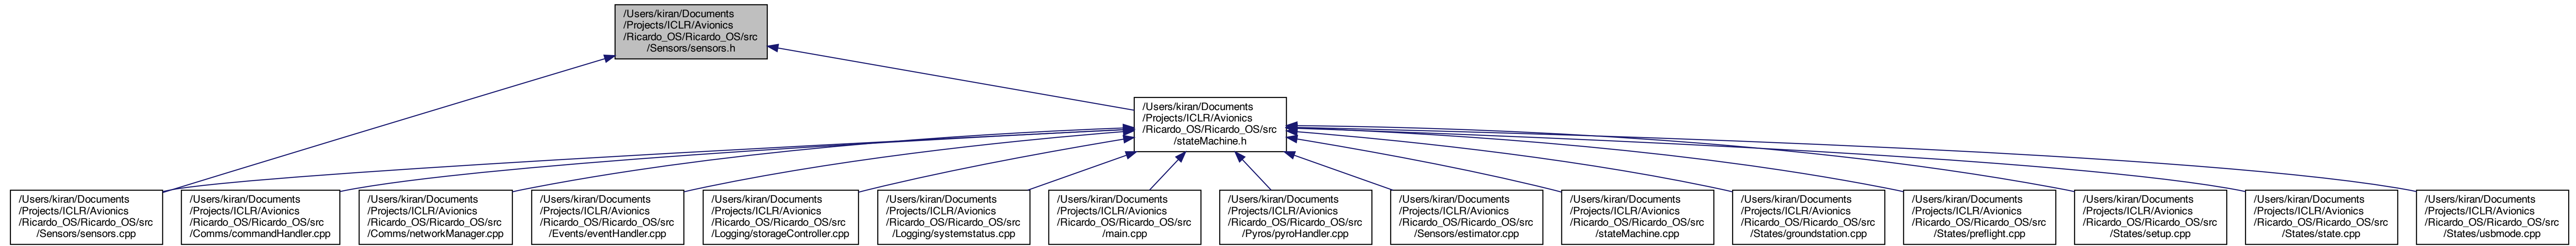 /Users/kiran/Documents
/Projects/ICLR/Avionics
/Ricardo_OS/Ricardo_OS/src
/Sensors/sensors.h
/Users/kiran/Documents
/Projects/ICLR/Avionics
/Ricardo_OS/Ricardo_OS/src
/stateMachine.h
/Users/kiran/Documents
/Projects/ICLR/Avionics
/Ricardo_OS/Ricardo_OS/src
/Sensors/sensors.cpp
/Users/kiran/Documents
/Projects/ICLR/Avionics
/Ricardo_OS/Ricardo_OS/src
/Comms/commandHandler.cpp
/Users/kiran/Documents
/Projects/ICLR/Avionics
/Ricardo_OS/Ricardo_OS/src
/Comms/networkManager.cpp
/Users/kiran/Documents
/Projects/ICLR/Avionics
/Ricardo_OS/Ricardo_OS/src
/Events/eventHandler.cpp
/Users/kiran/Documents
/Projects/ICLR/Avionics
/Ricardo_OS/Ricardo_OS/src
/Logging/storageController.cpp
/Users/kiran/Documents
/Projects/ICLR/Avionics
/Ricardo_OS/Ricardo_OS/src
/Logging/systemstatus.cpp
/Users/kiran/Documents
/Projects/ICLR/Avionics
/Ricardo_OS/Ricardo_OS/src
/main.cpp
/Users/kiran/Documents
/Projects/ICLR/Avionics
/Ricardo_OS/Ricardo_OS/src
/Pyros/pyroHandler.cpp
/Users/kiran/Documents
/Projects/ICLR/Avionics
/Ricardo_OS/Ricardo_OS/src
/Sensors/estimator.cpp
/Users/kiran/Documents
/Projects/ICLR/Avionics
/Ricardo_OS/Ricardo_OS/src
/stateMachine.cpp
/Users/kiran/Documents
/Projects/ICLR/Avionics
/Ricardo_OS/Ricardo_OS/src
/States/groundstation.cpp
/Users/kiran/Documents
/Projects/ICLR/Avionics
/Ricardo_OS/Ricardo_OS/src
/States/preflight.cpp
/Users/kiran/Documents
/Projects/ICLR/Avionics
/Ricardo_OS/Ricardo_OS/src
/States/setup.cpp
/Users/kiran/Documents
/Projects/ICLR/Avionics
/Ricardo_OS/Ricardo_OS/src
/States/state.cpp
/Users/kiran/Documents
/Projects/ICLR/Avionics
/Ricardo_OS/Ricardo_OS/src
/States/usbmode.cpp